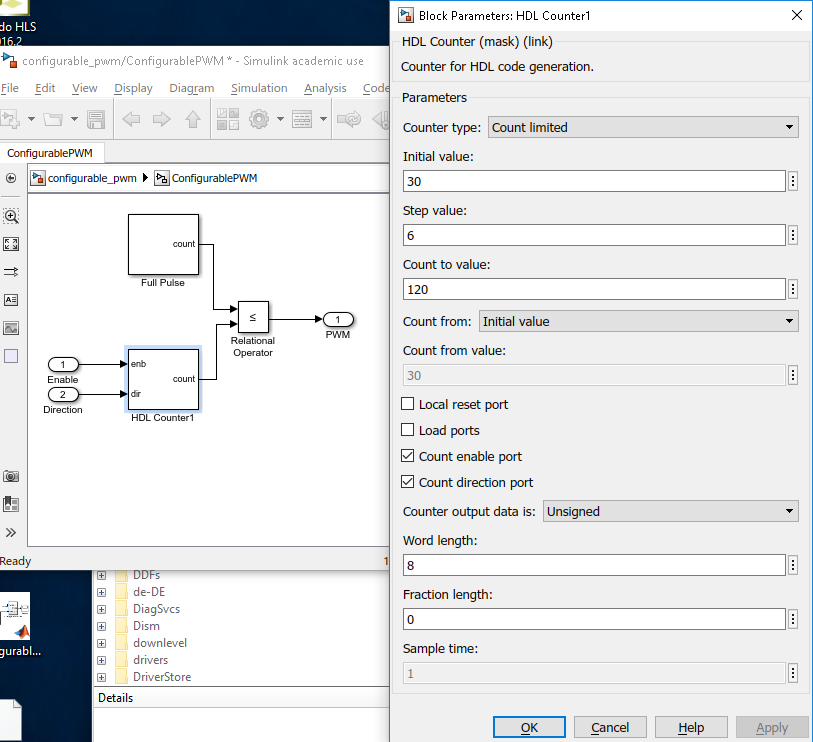 do HLS
016.2
configurable_pwm/ConfigurablePWM * - Simulink academic use
File Edit View Display Diagram Simulation Analysis Code
ConfigurablePWM
configurable_pwm ConfigurablePWM
count
Full Pulse
≤
Relational
Operator
1
PWM
1
Enable
2
Direction
enb
count
dir
HDL Counter1
Ready
1
gurabl...
DDFs
de-DE
DiagSvcs
Dism
downlevel
drivers
DriverStore
Details
Block Parameters: HDL Counter1
HDL Counter (mask) (link)
Counter for HDL code generation.
Parameters
Counter type: Count limited
Initial value:
30
Step value:
6
Count to value:
120
Count from: Initial value
Count from value:
30
Local reset port
Load ports
Count enable port
Count direction port
Counter output data is: Unsigned
Word length:
8
Fraction length:
0
Sample time:
1
OK Cancel Help Apply